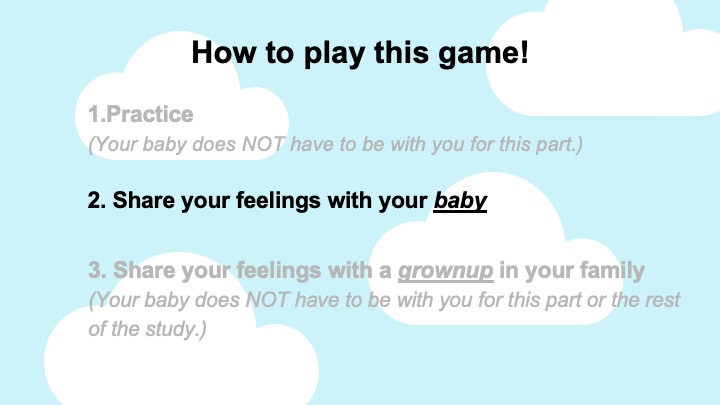 How to play this game!
1.Practice
(Your baby does NOT have to be with you for this part.)
2. Share your feelings with your baby
3. Share your feelings with a grownup in your family
(Your baby does NOT have to be with you for this part or the rest
of the study.)